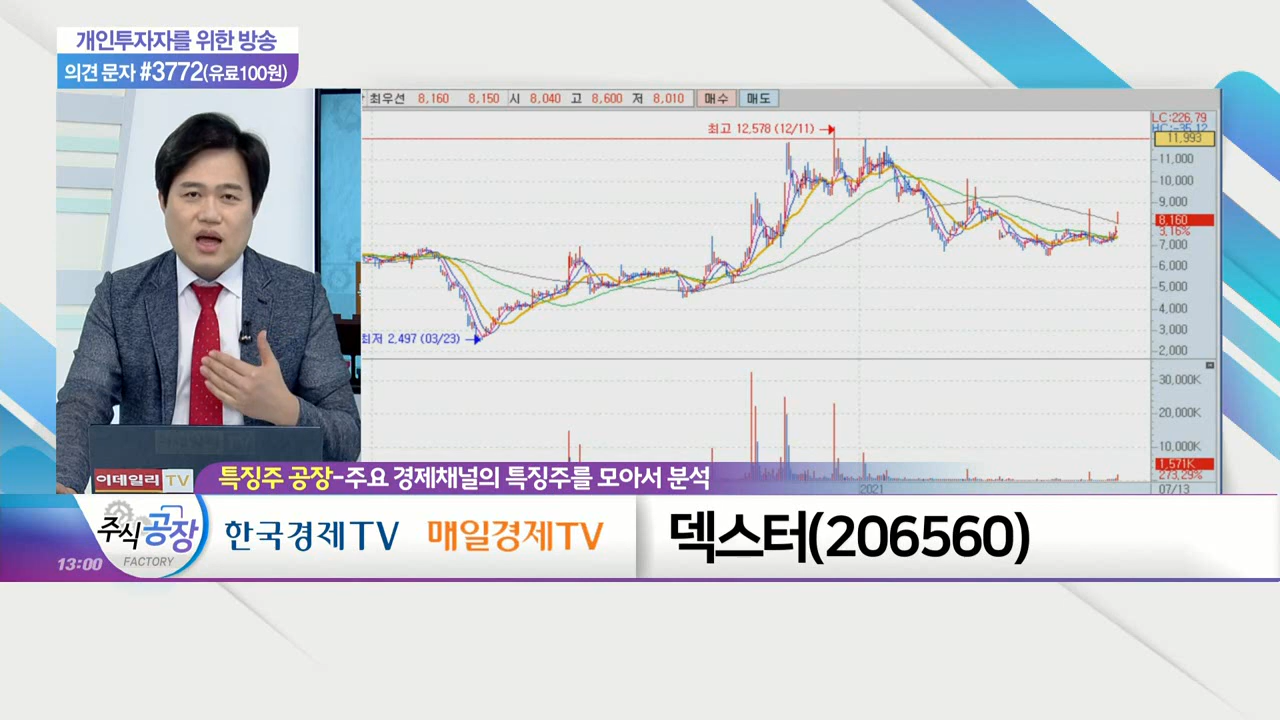 개인투자자를 위한 방송
의견 문자 #3772(유료100원)
최우선 8,160 8,150 시 8,040 고 8,600 저 8,010 매수 매도
최고 12,578 (12/11)
LC:226.79
HC:-35.12
11,993
11,000
10,000
9,000
8,160
3.16%
7,000
6,000
5,000
4,000
3,000
2,000
최저 2,497 (03/23)
30,000K
20,000K
10,000K
1,571K
273.29%
2021
07/13
이데일리 TV
특징주 공장-주요 경제채널의 특징주를 모아서 분석
주식공장
FACTORY
13:00
한국경제TV 매일경제TV
덱스터(206560)